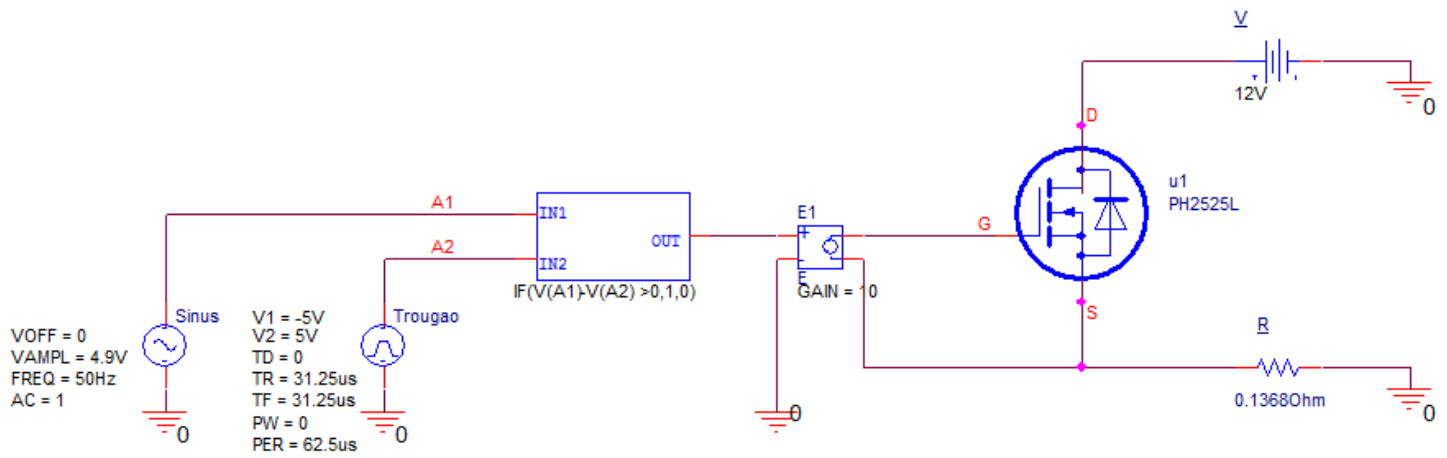 V
12V
0
D
u1
PH2525L
A1
IN1
E1
G
OUT
A2
IN2
E
IF(V(A1)-V(A2) >0,1,0)
GAIN = 10
S
Sinus
VOFF = 0
VAMPL = 4.9V
FREQ = 50Hz
AC = 1
0
V1 = -5V
V2 = 5V
TD = 0
TR = 31.25us
TF = 31.25us
PW = 0
PER = 62.5us
Trougao
0
0
R
0.1368Ohm
0